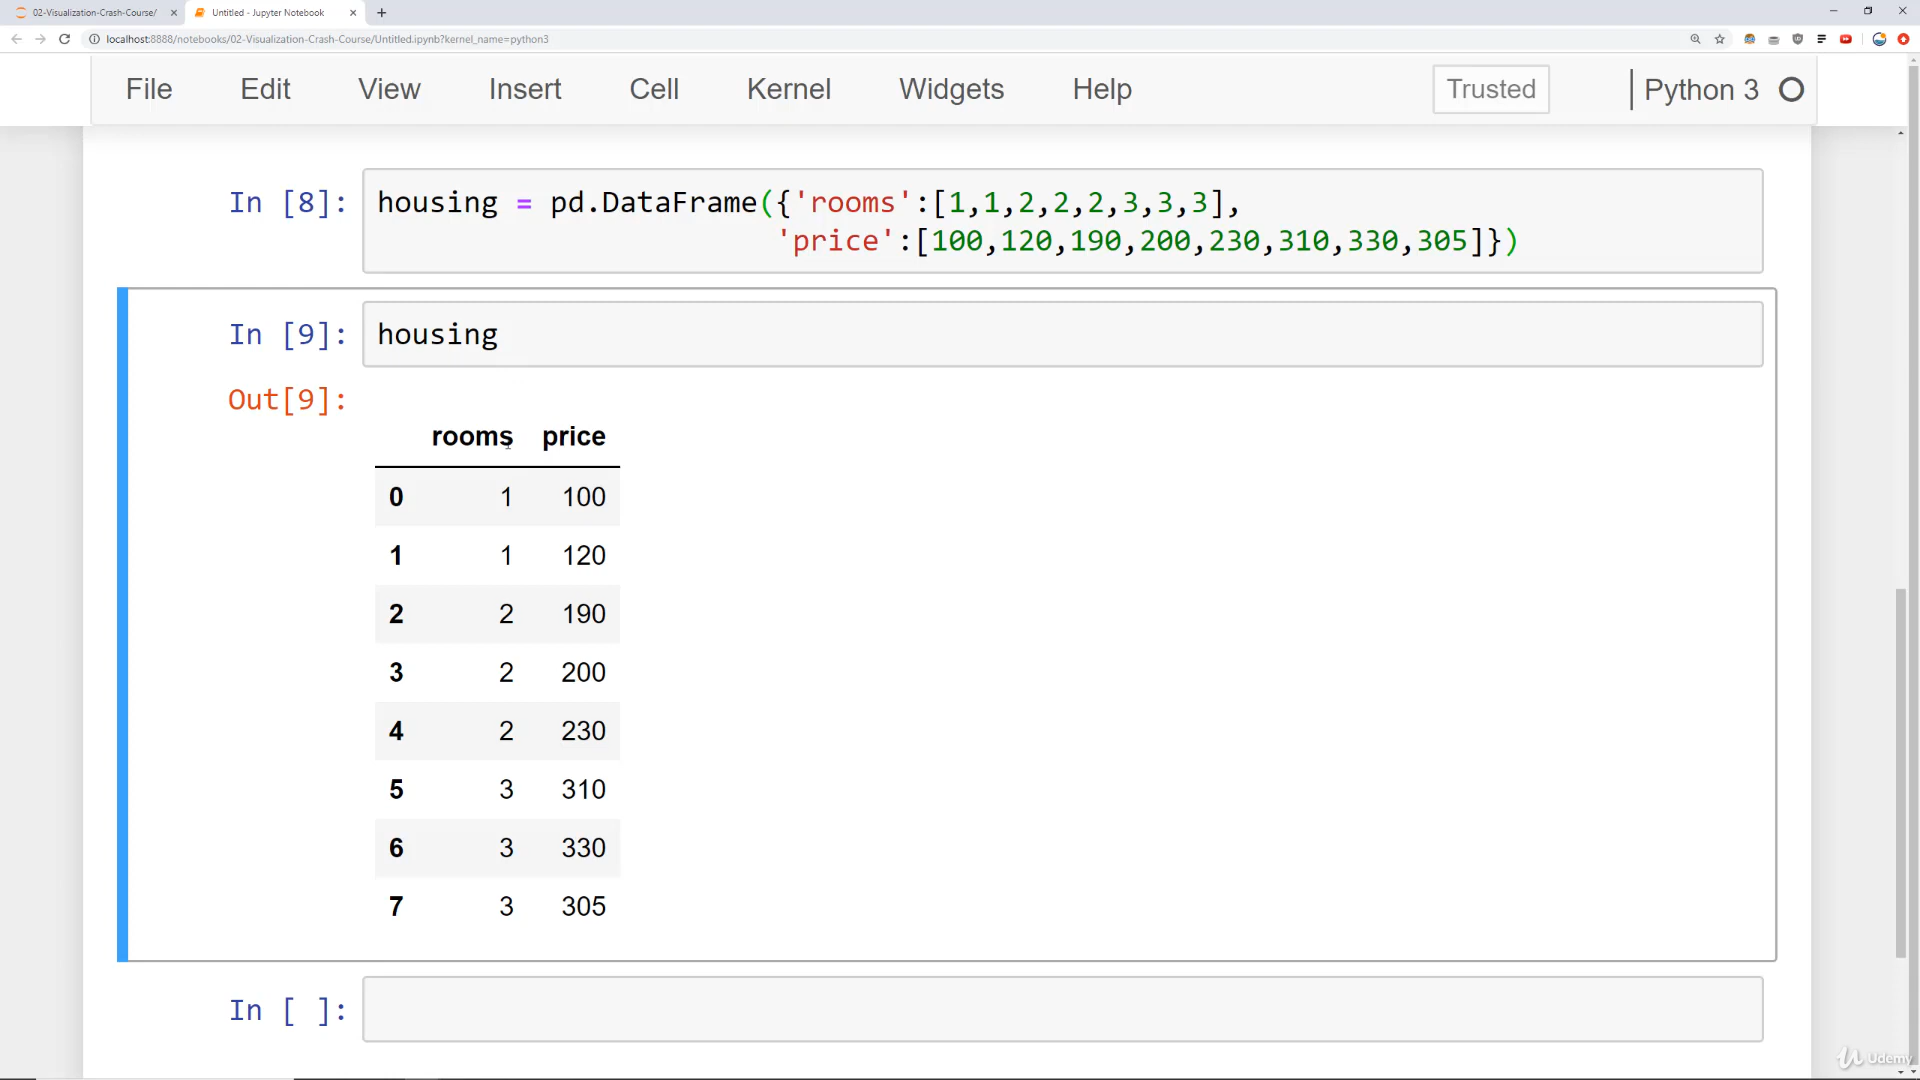 02-Visualization-Crash-Course/
Untitled - Jupyter Notebook
localhost:8888/notebooks/02-Visualization-Crash-Course/Untitled.ipynb?kernel_name=python3
File Edit View Insert Cell Kernel Widgets Help Trusted Python 3
In [8]: housing = pd.DataFrame({'rooms':[1,1,2,2,2,3,3,3],
'price':[100,120,190,200,230,310,330,305]})
In [9]: housing
Out[9]:
rooms price
0 1 100
1 1 120
2 2 190
3 2 200
4 2 230
5 3 310
6 3 330
7 3 305
In [ ]:
Udemy